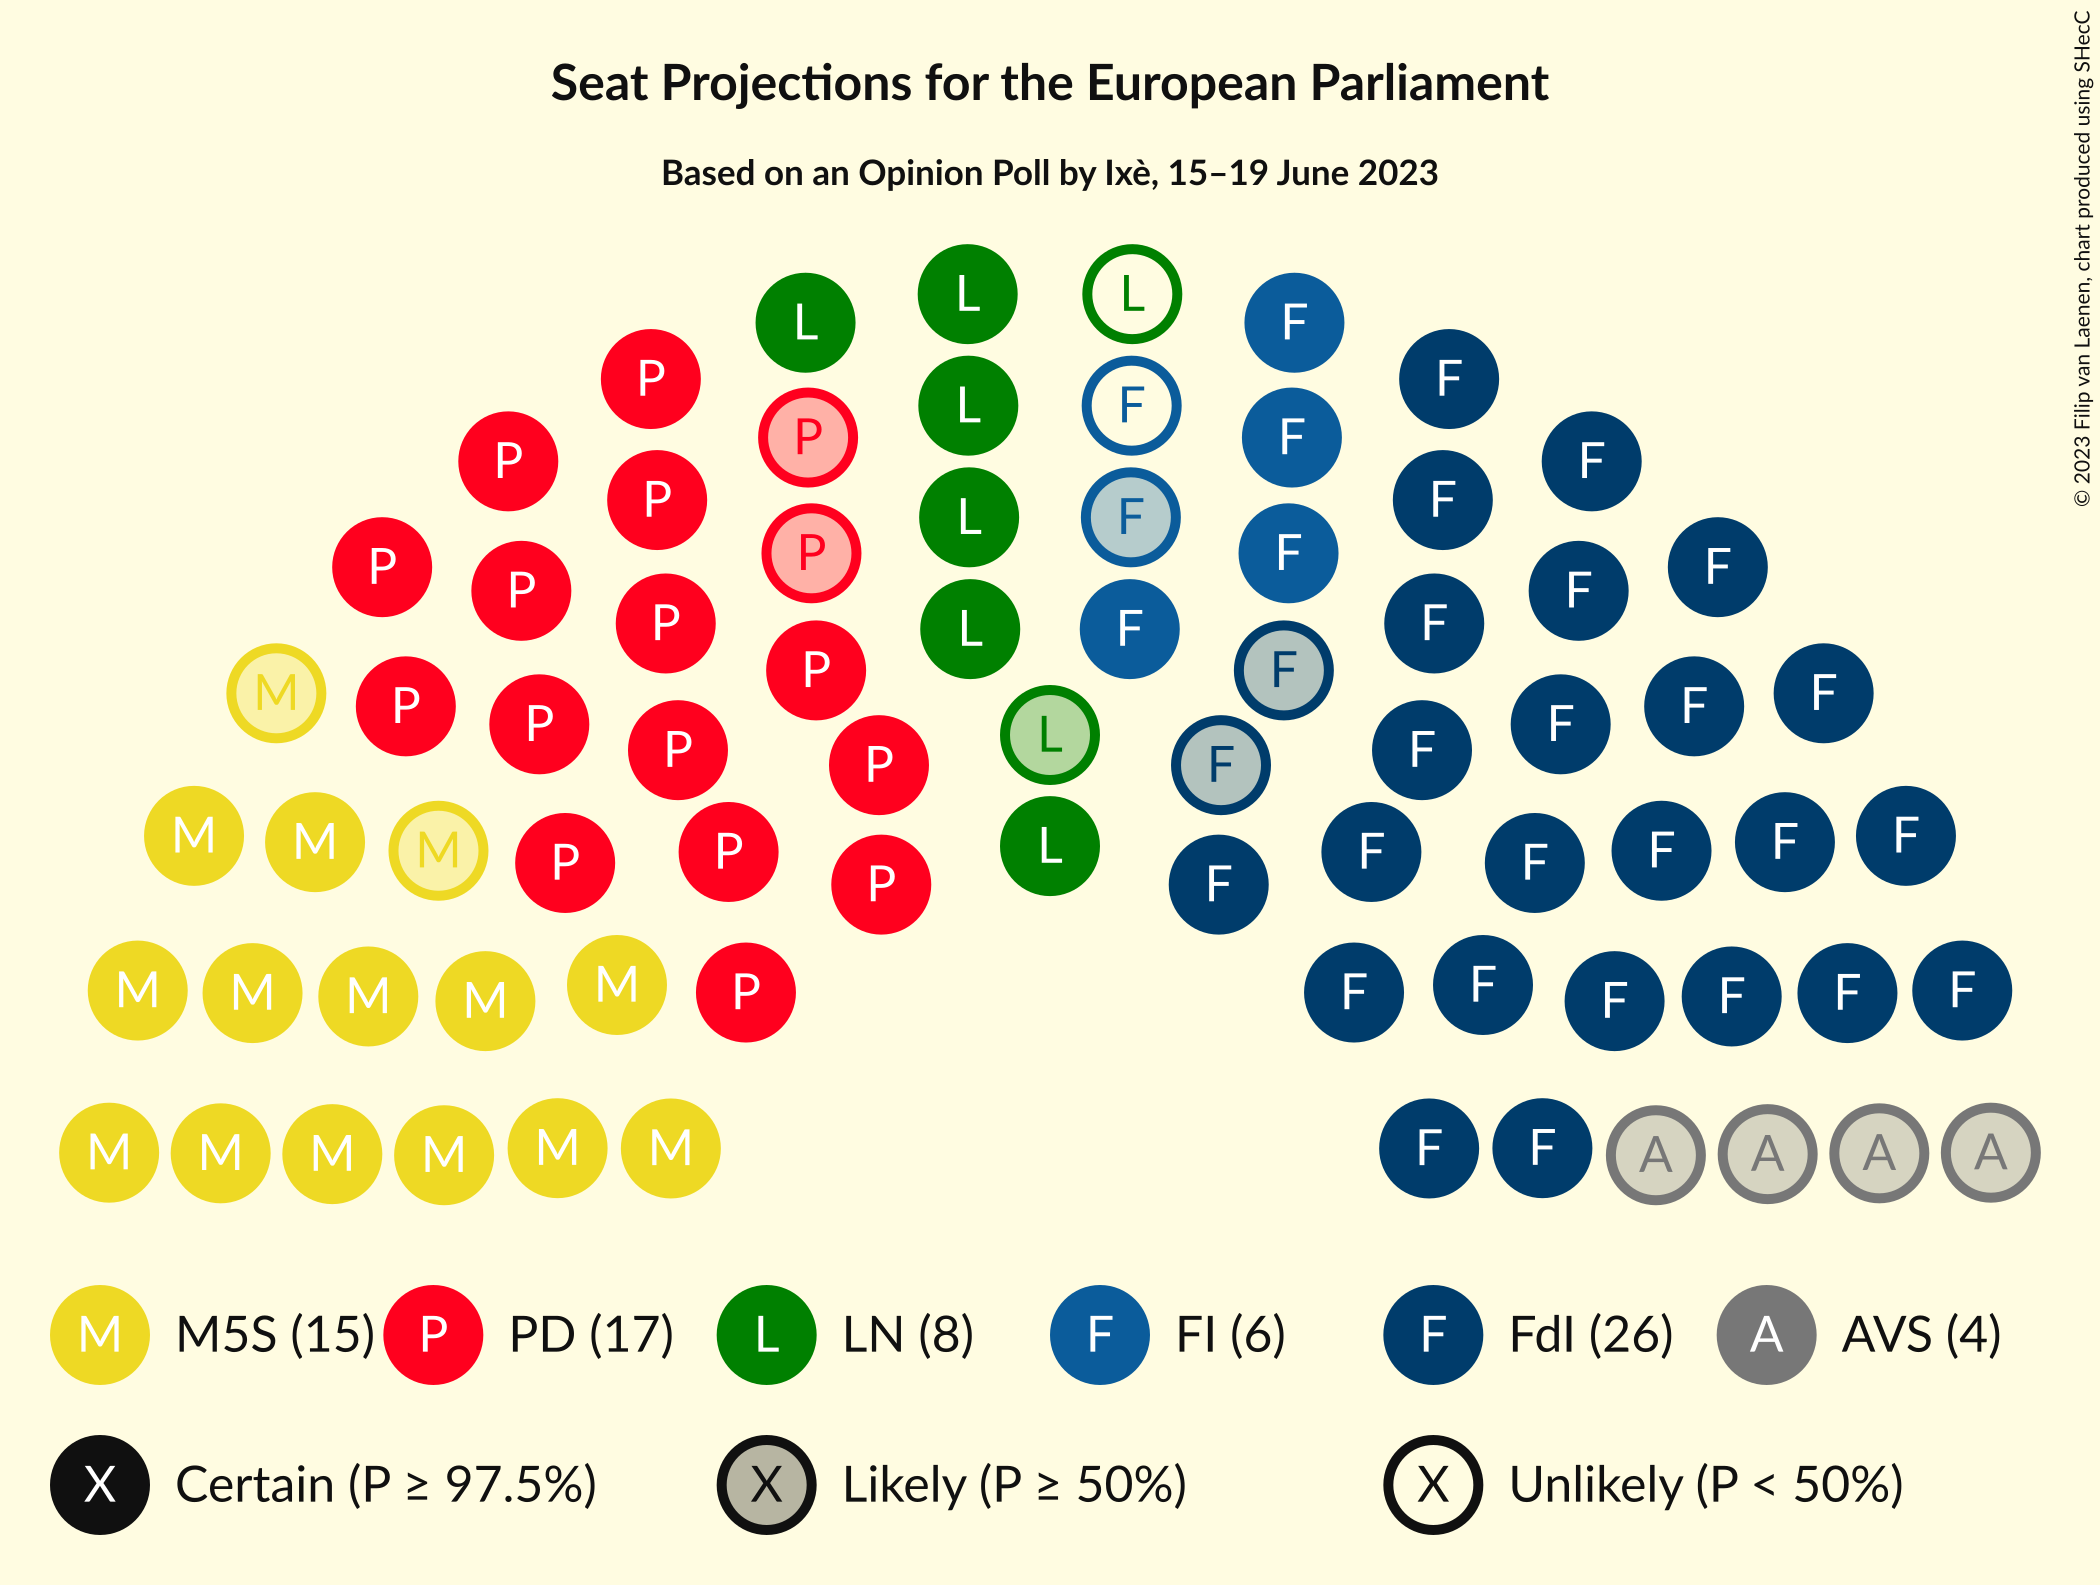 Seat Projections for the European Parliament
Based on an Opinion Poll by Ixè, 15–19 June 2023
© 2023 Filip van Laenen, chart produced using SHecC
L L L F
P L F
P F
P L F F
P F
P P F F
L F
P F
P P L F F
P F
P P L F F
M P P P F F F F
P L F
P P F F
M M M P P P L F F F F F F
P F
M M M M M P F F F F F F
M M M M M M F F A A A A
M M5S (15) P PD (17) L LN (8) F FI (6) F FdI (26) A AVS (4)
X Certain (P ≥ 97.5%) X Likely (P ≥ 50%) X Unlikely (P < 50%)